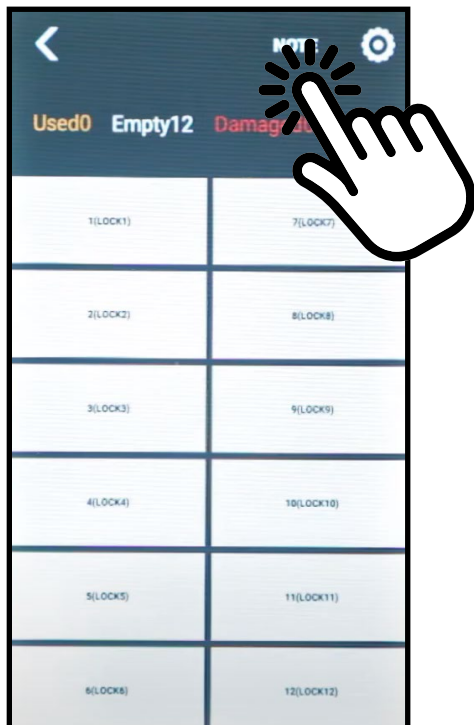 NOTE
Used0 Empty12
1(LOCK1) 7(LOCK7)
2(LOCK2) 8(LOCK8)
3(LOCK3) 9(LOCK9)
4(LOCK4) 10(LOCK10)
5(LOCK5) 11(LOCK11)
6(LOCK6) 12(LOCK12)